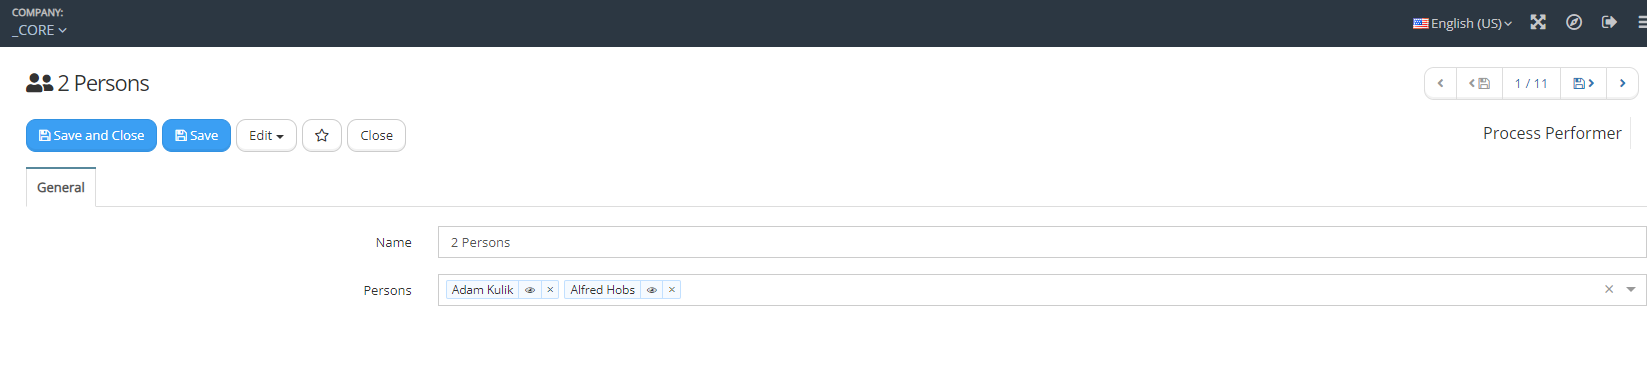 COMPANY:
_CORE
English (US)
2 Persons
1 / 11
Save and Close
Save
Edit
Close
Process Performer
General
Name
2 Persons
Persons
Adam Kulik × Alfred Hobs ×